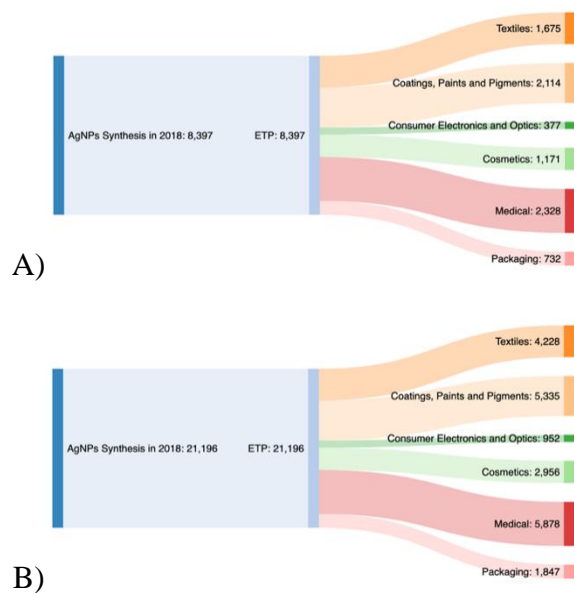 Textiles: 1,675
Coatings, Paints and Pigments: 2,114
AgNPs Synthesis in 2018: 8,397
ETP: 8,397
Consumer Electronics and Optics: 377
Cosmetics: 1,171
Medical: 2,328
Packaging: 732
A)
Textiles: 4,228
Coatings, Paints and Pigments: 5,335
AgNPs Synthesis in 2018: 21,196
ETP: 21,196
Consumer Electronics and Optics: 952
Cosmetics: 2,956
Medical: 5,878
Packaging: 1,847
B)